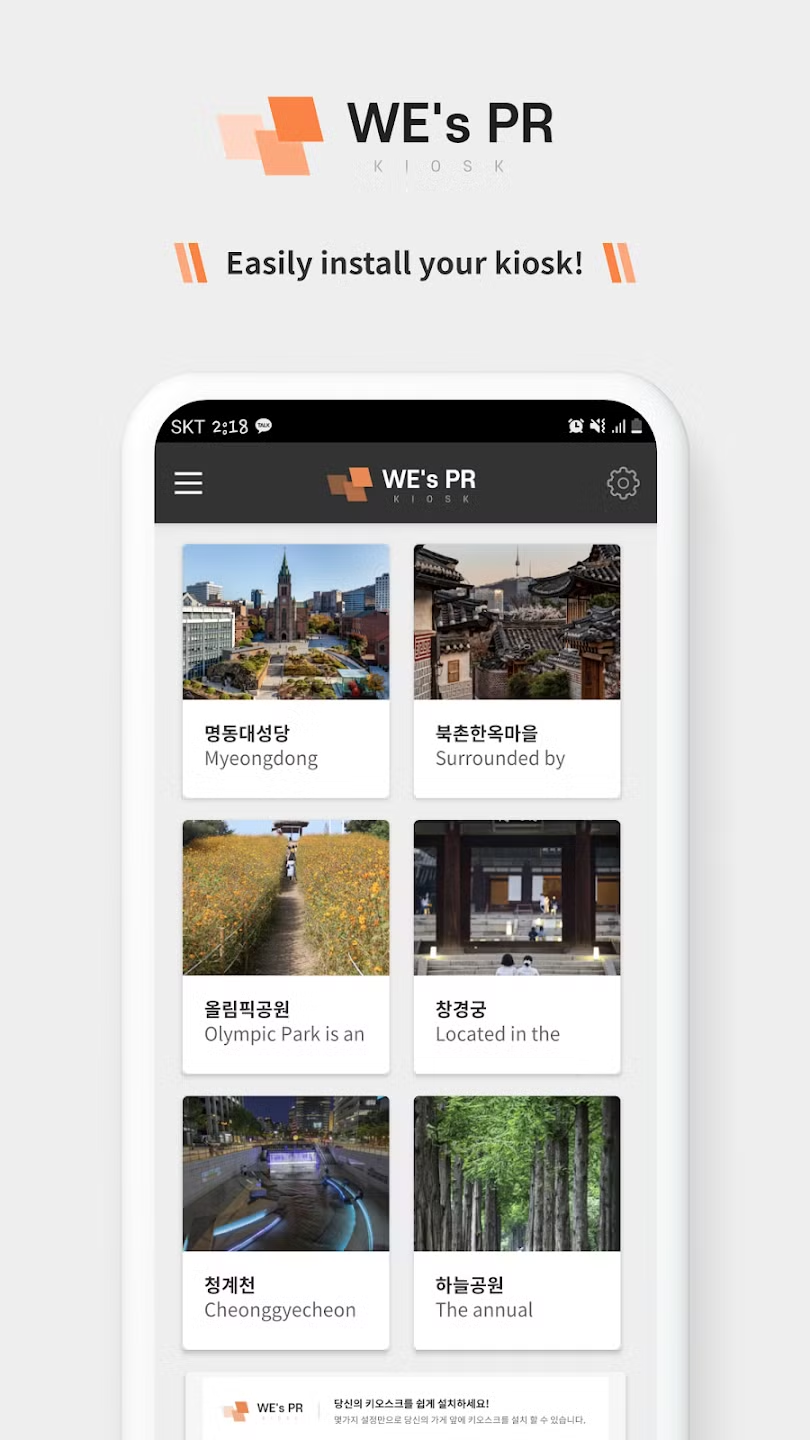 WE's PR
KIOSK
Easily install your kiosk!
SKT 2:18 TALK
WE's PR
KIOSK
명동대성당
Myeongdong
북촌한옥마을
Surrounded by
올림픽공원
Olympic Park is an
창경궁
Located in the
청계천
Cheonggyecheon
하늘공원
The annual
WE's PR
KIOSK
당신의 키오스크를 쉽게 설치하세요!
몇가지 설정만으로 당신의 가게 앞에 키오스크를 설치 할 수 있습니다.